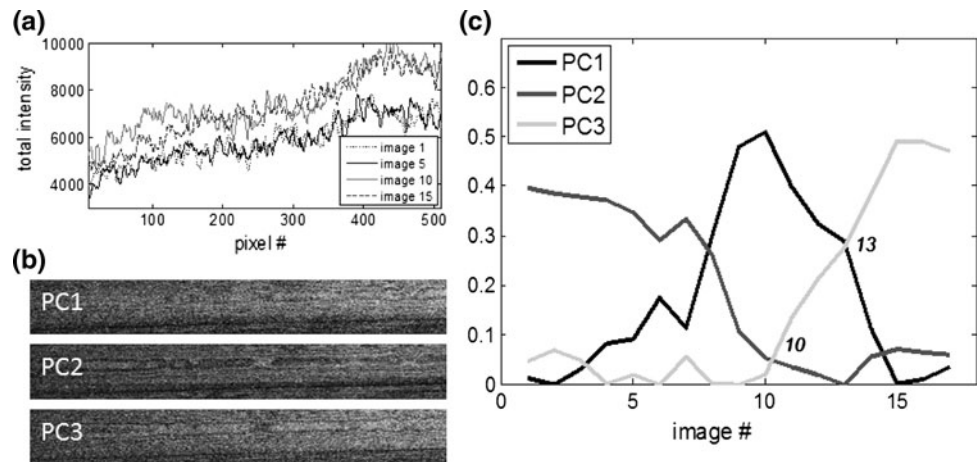 (a)
total intensity
10000
8000
6000
4000
image 1
image 5
image 10
image 15
100
200
300
400
500
pixel #
(b)
PC1
PC2
PC3
(c)
PC1
PC2
PC3
0.6
0.5
0.4
0.3
0.2
0.1
0
13
10
0
5
10
15
image #